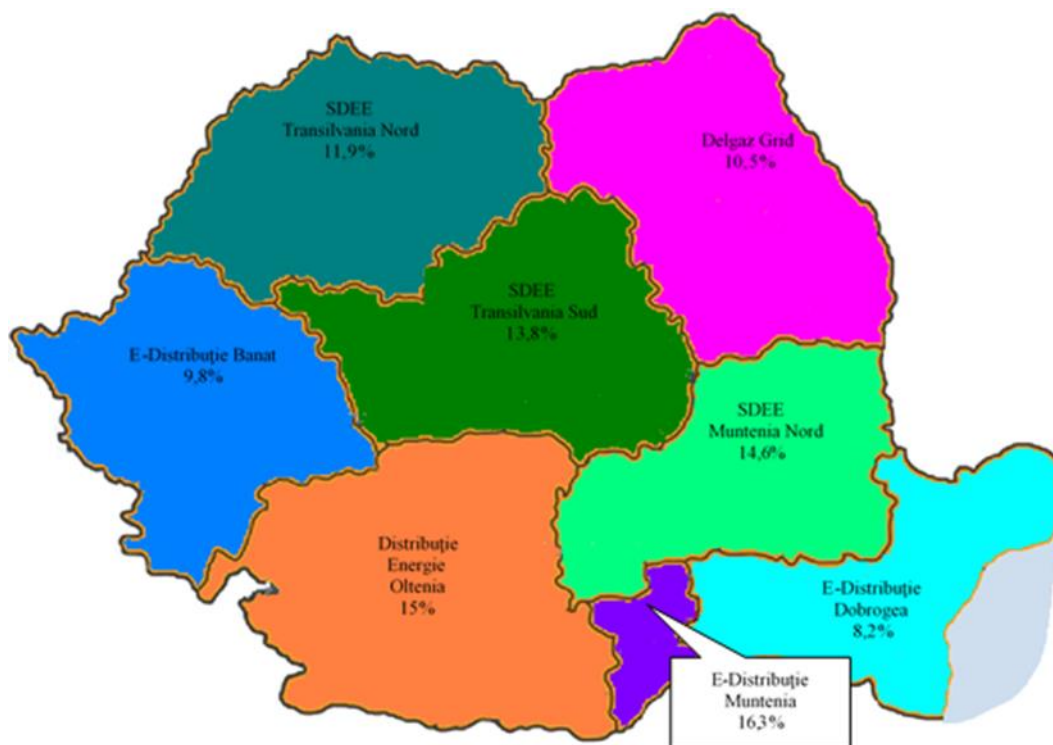 SDEE
Transilvania Nord
11,9%
Delgaz Grid
10,5%
SDEE
Transilvania Sud
13,8%
E-Distribuţie Banat
9,8%
SDEE
Muntenia Nord
14,6%
Distribuţie
Energie
Oltenia
15%
E-Distribuţie
Dobrogea
8,2%
E-Distribuţie
Muntenia
16,3%